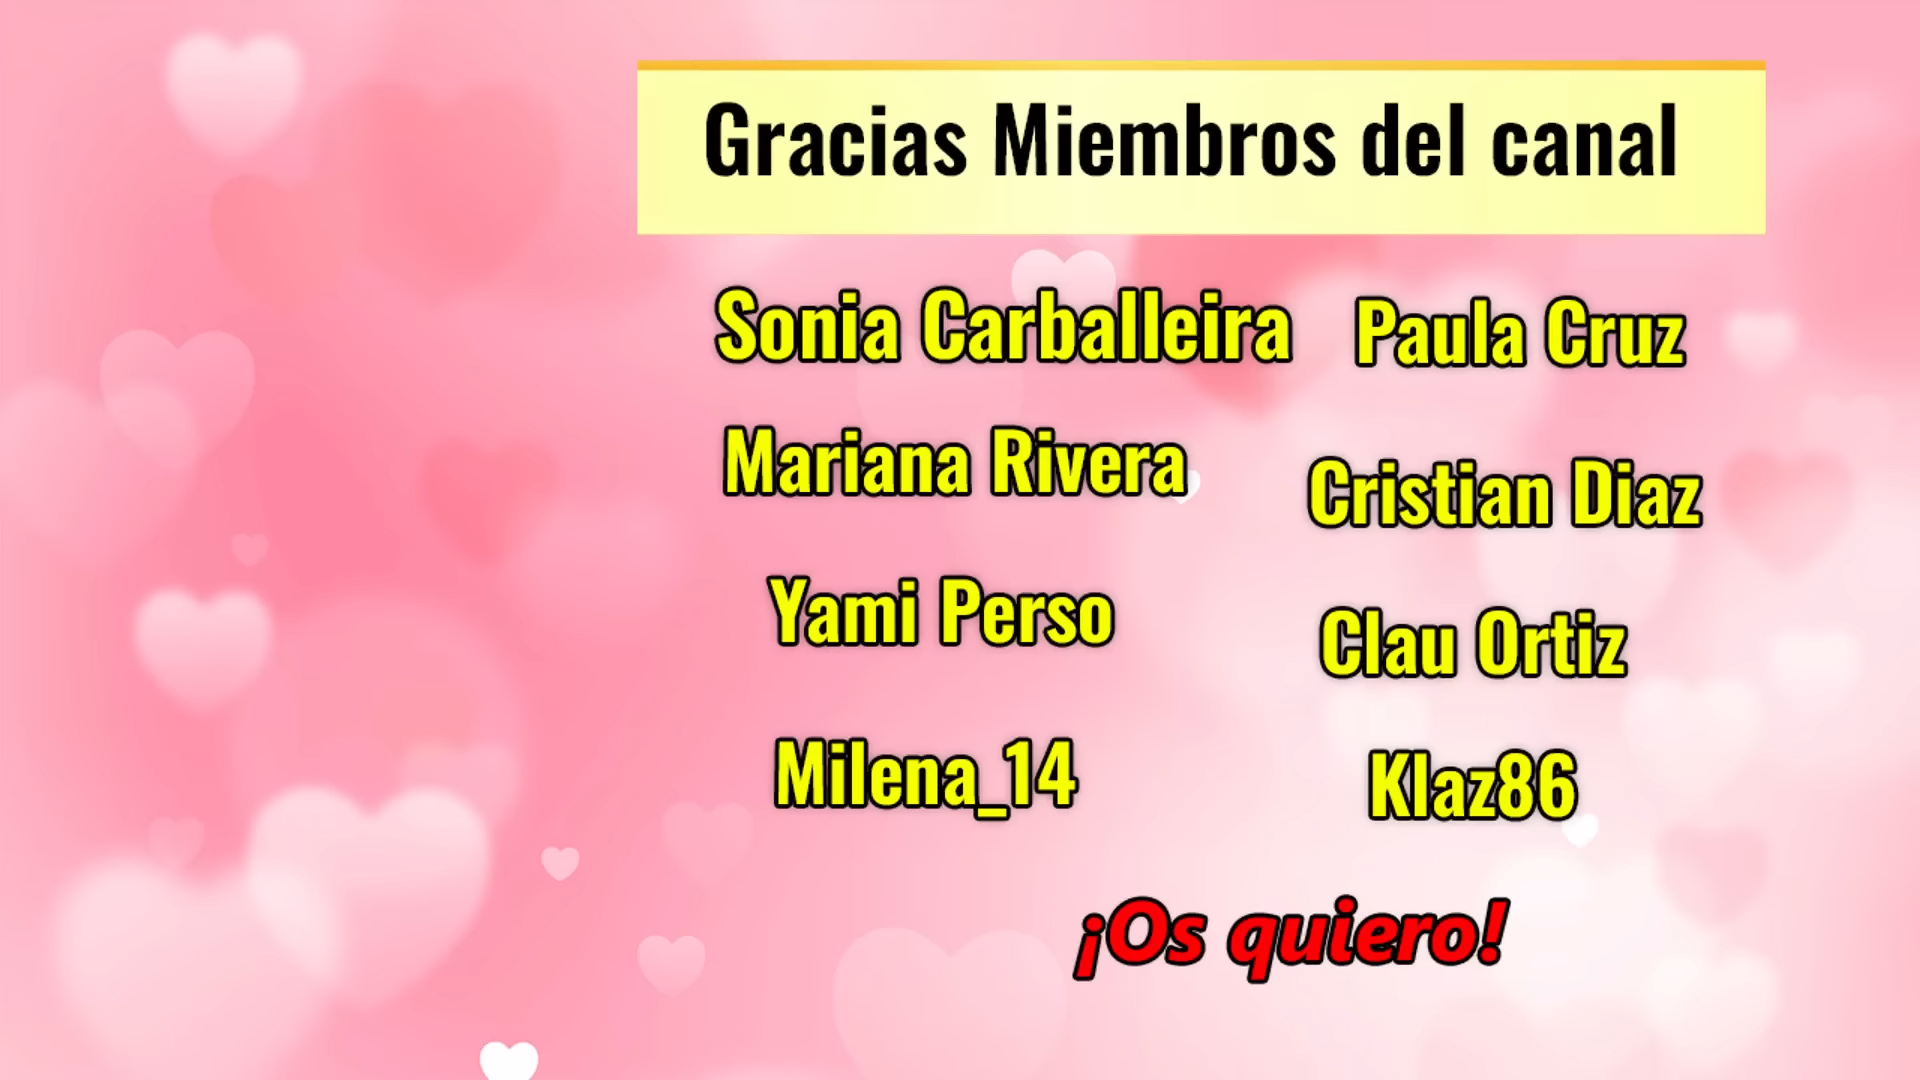 Gracias Miembros del canal
Sonia Carballeira
Paula Cruz
Mariana Rivera
Cristian Diaz
Yami Perso
Clau Ortiz
Milena_14
Klaz86
¡Os quiero!